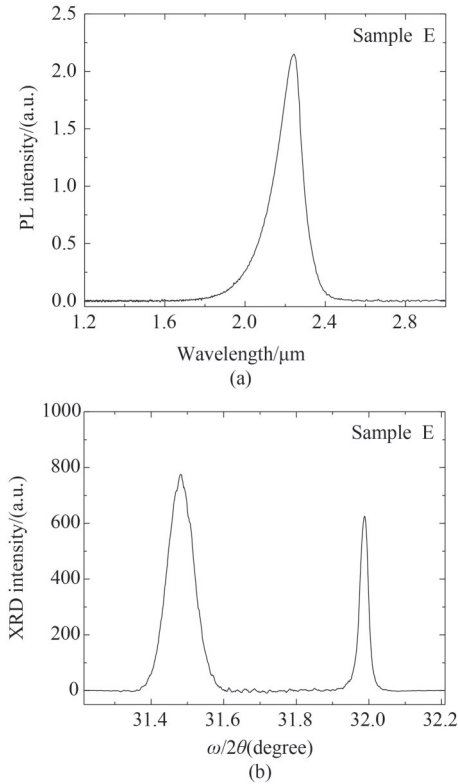 2.5
Sample E
2.0
1.5
1.0
0.5
0.0
PL intensity/(a.u.)
1.2 1.6 2.0 2.4 2.8
Wavelength/μm
(a)
1000
Sample E
800
600
400
200
0
XRD intensity/(a.u.)
31.4 31.6 31.8 32.0 32.2
ω/2θ(degree)
(b)